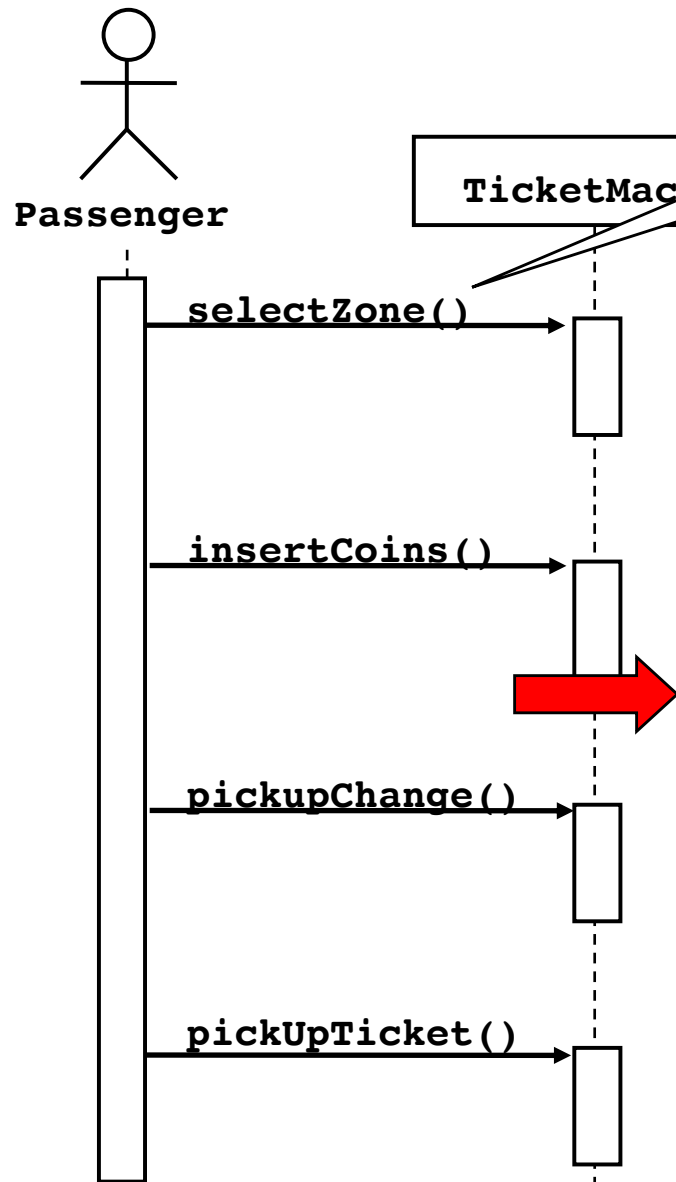 Passenger
TicketMac
selectZone()
insertCoins()
pickupChange()
pickUpTicket()